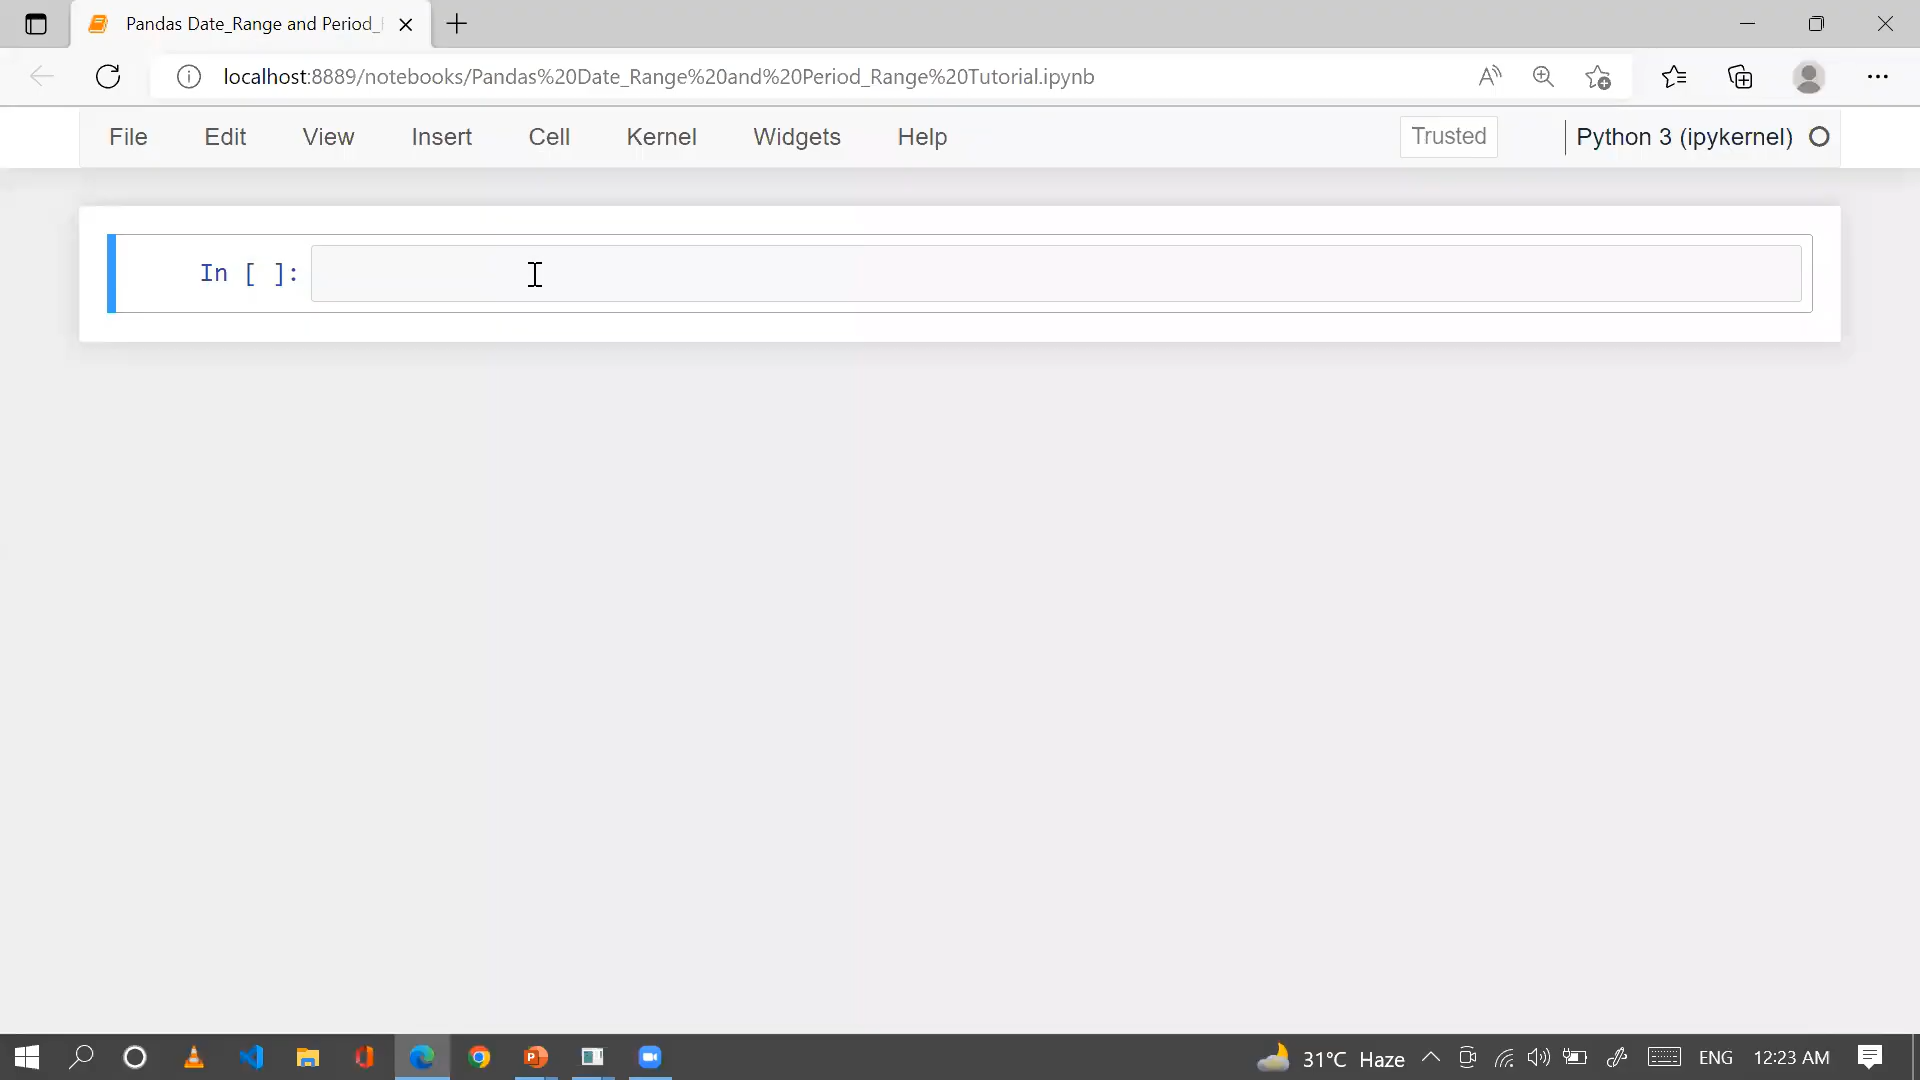 Pandas Date_Range and Period_
localhost:8889/notebooks/Pandas%20Date_Range%20and%20Period_Range%20Tutorial.ipynb
File Edit View Insert Cell Kernel Widgets Help Trusted Python 3 (ipykernel)
In [ ]:
31°C Haze ENG 12:23 AM